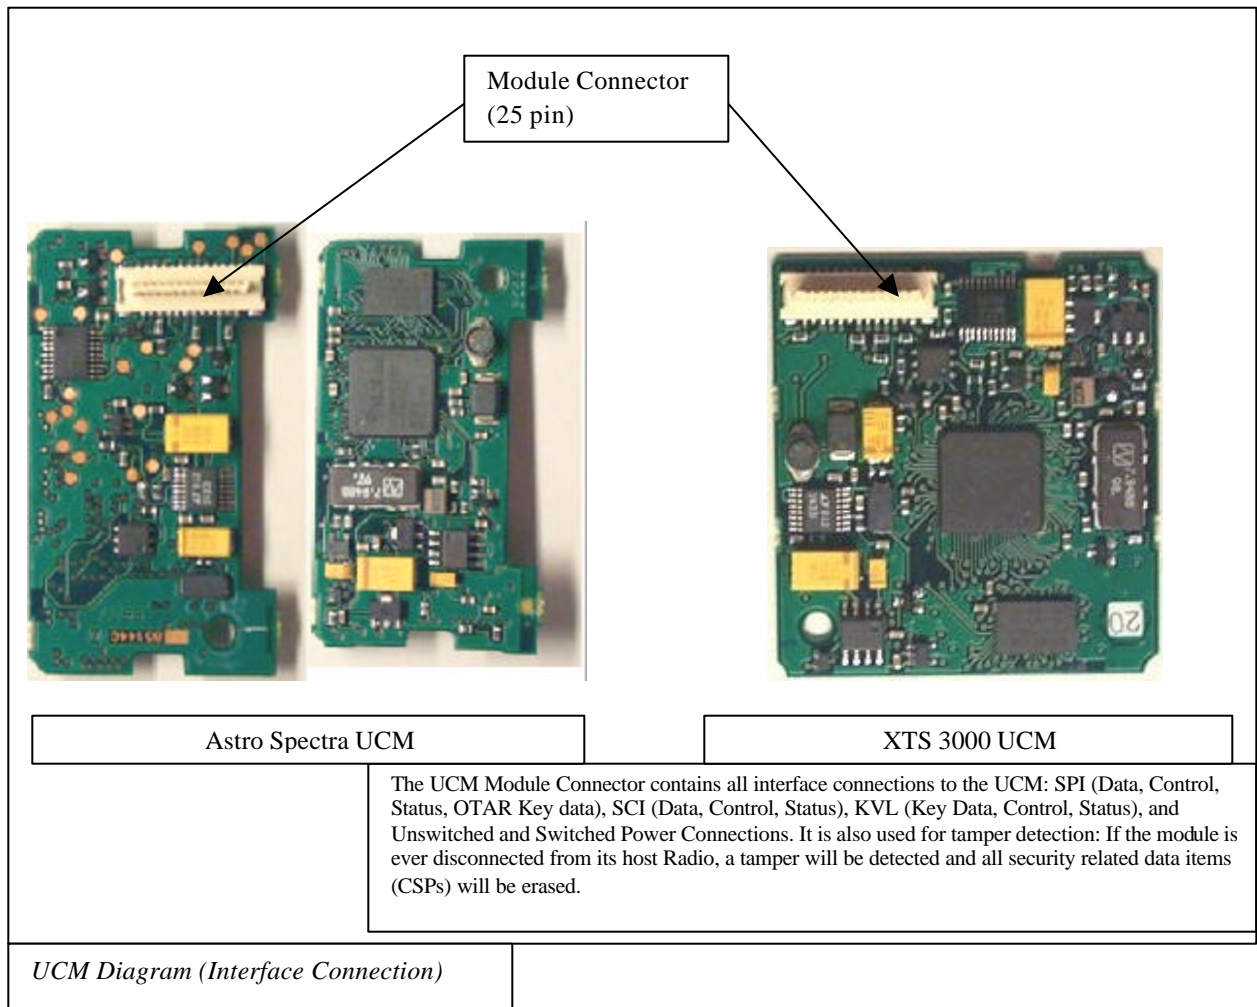 Module Connector
(25 pin)
Astro Spectra UCM
XTS 3000 UCM
The UCM Module Connector contains all interface connections to the UCM: SPI (Data, Control,
Status, OTAR Key data), SCI (Data, Control, Status), KVL (Key Data, Control, Status), and
Unswitched and Switched Power Connections. It is also used for tamper detection: If the module is
ever disconnected from its host Radio, a tamper will be detected and all security related data items
(CSPs) will be erased.
UCM Diagram (Interface Connection)
20